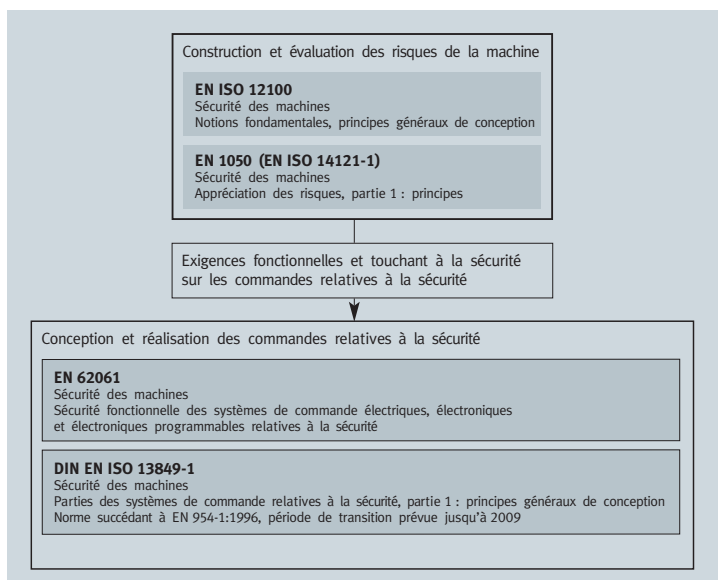 Construction et évaluation des risques de la machine
EN ISO 12100
Sécurité des machines
Notions fondamentales, principes généraux de conception
EN 1050 (EN ISO 14121-1)
Sécurité des machines
Appréciation des risques, partie 1 : principes
Exigences fonctionnelles et touchant à la sécurité
sur les commandes relatives à la sécurité
Conception et réalisation des commandes relatives à la sécurité
EN 62061
Sécurité des machines
Sécurité fonctionnelle des systèmes de commande électriques, électroniques
et électroniques programmables relatives à la sécurité
DIN EN ISO 13849-1
Sécurité des machines
Parties des systèmes de commande relatives à la sécurité, partie 1 : principes généraux de conception
Norme succédant à EN 954-1:1996, période de transition prévue jusqu'à 2009